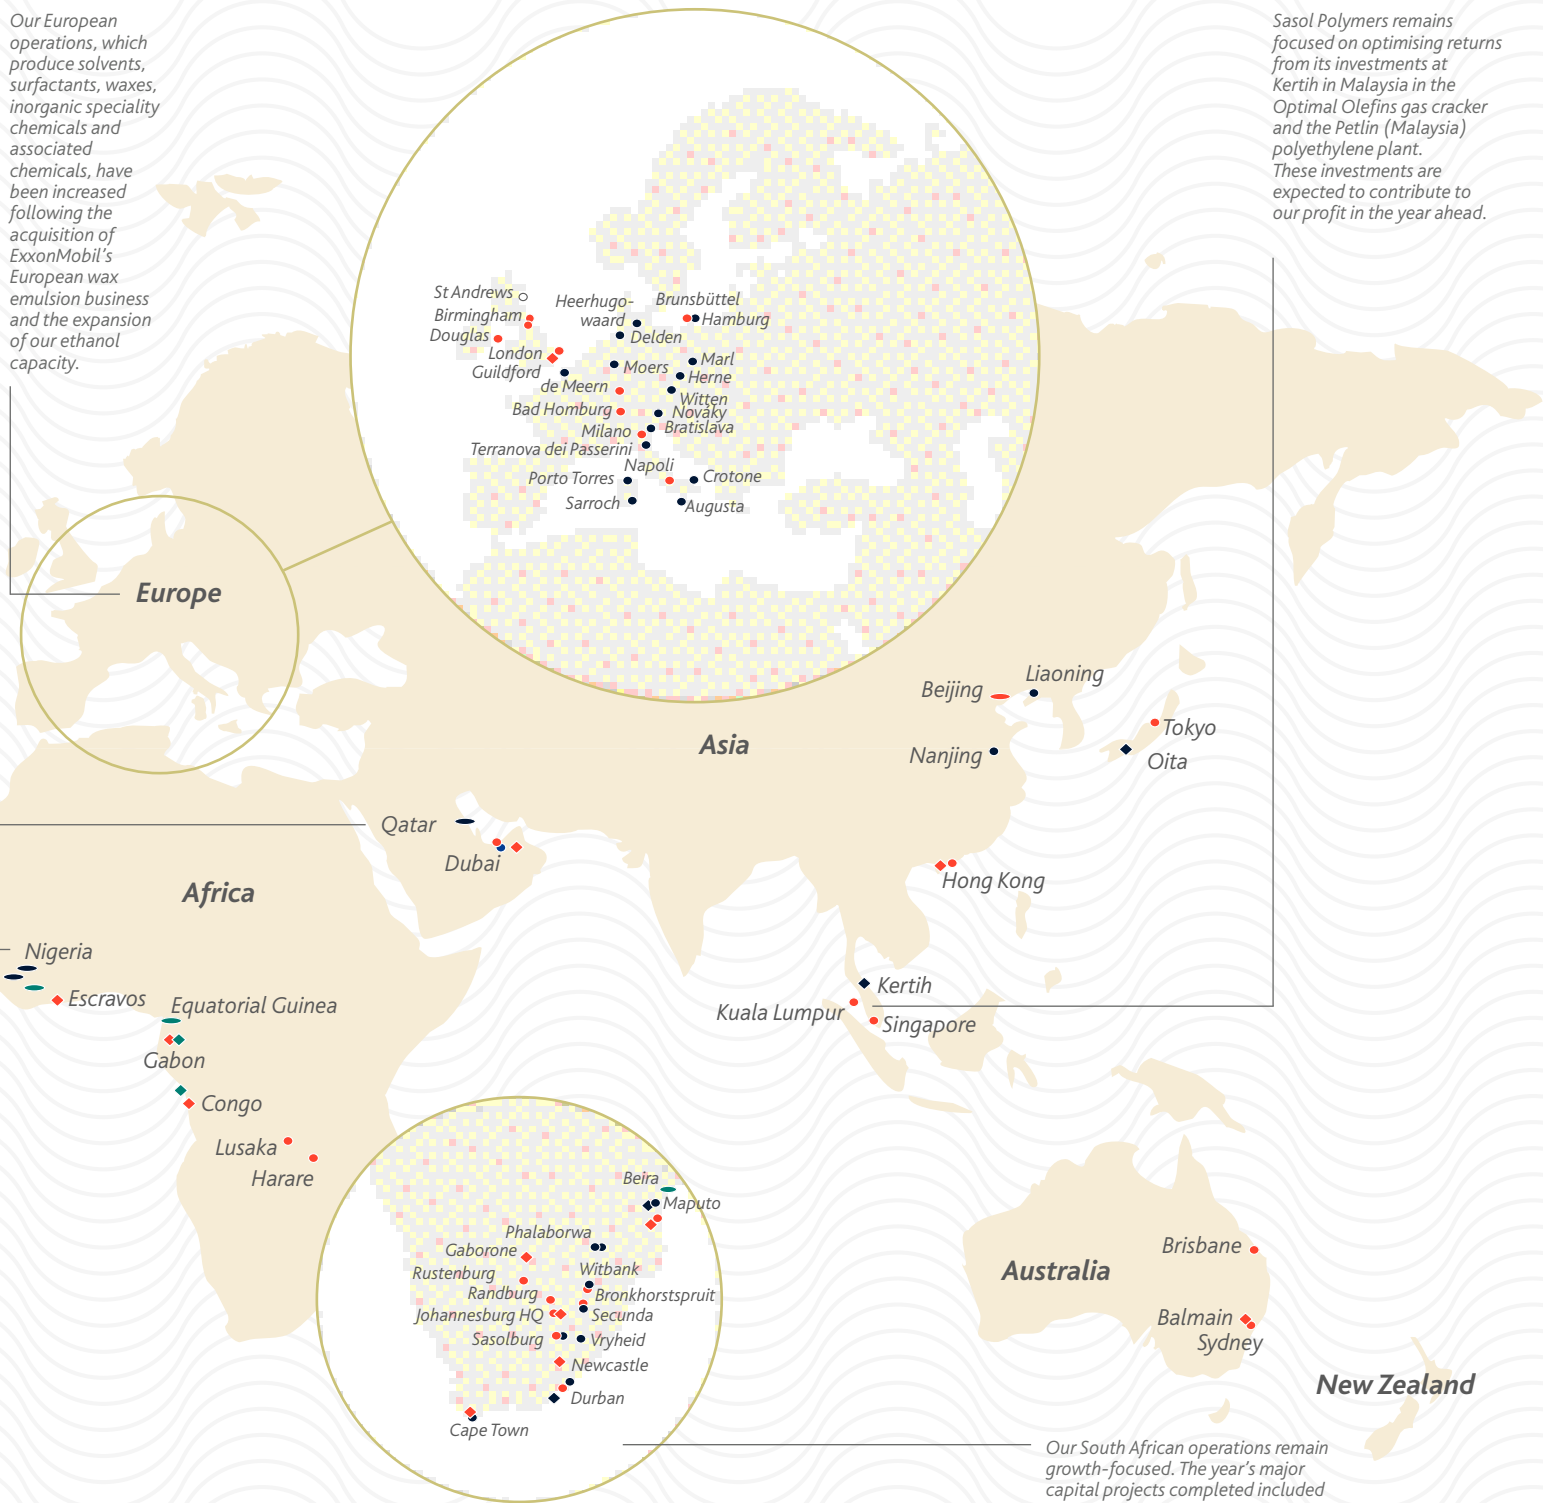 Our European
operations, which
produce solvents,
surfactants, waxes,
inorganic speciality
chemicals and
associated
chemicals, have
been increased
following the
acquisition of
ExxonMobil's
European wax
emulsion business
and the expansion
of our ethanol
capacity.
Sasol Polymers remains
focused on optimising returns
from its investments at
Kertih in Malaysia in the
Optimal Olefins gas cracker
and the Petlin (Malaysia)
polyethylene plant.
These investments are
expected to contribute to
our profit in the year ahead.
St Andrews
Birmingham
Douglas
London
Guildford
Heerhugo-
waard
Delden
Brunsbüttel
Hamburg
Moers
Marl
Herne
de Meern
Witten
Bad Homburg
Nováky
Milano
Bratislava
Terranova dei Passerini
Napoli
Porto Torres
Crotone
Sarroch
Augusta
Europe
Asia
Beijing
Liaoning
Nanjing
Tokyo
Oita
Qatar
Dubai
Hong Kong
Africa
Nigeria
Escravos
Equatorial Guinea
Gabon
Congo
Lusaka
Harare
Kertih
Kuala Lumpur
Singapore
Beira
Maputo
Phalaborwa
Gaborone
Witbank
Rustenburg
Randburg
Bronkhorstspruit
Johannesburg HQ
Secunda
Sasolburg
Vryheid
Newcastle
Durban
Cape Town
Brisbane
Australia
Balmain
Sydney
New Zealand
Our South African operations remain
growth-focused. The year's major
capital projects completed included